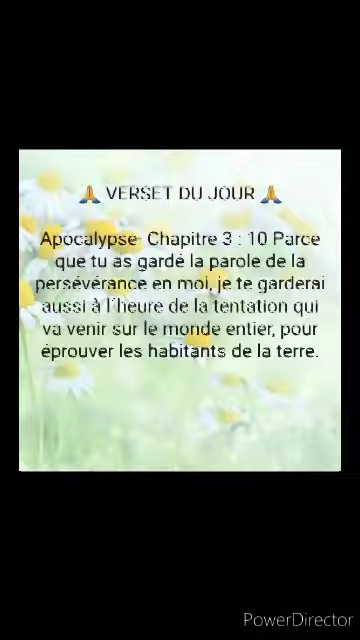 🙏 VERSET DU JOUR 🙏
Apocalypse Chapitre 3 : 10 Parce
que tu as gardé la parole de la
persévérance en moi, je te garderai
aussi à l'heure de la tentation qui
va venir sur le monde entier, pour
éprouver les habitants de la terre.
PowerDirector